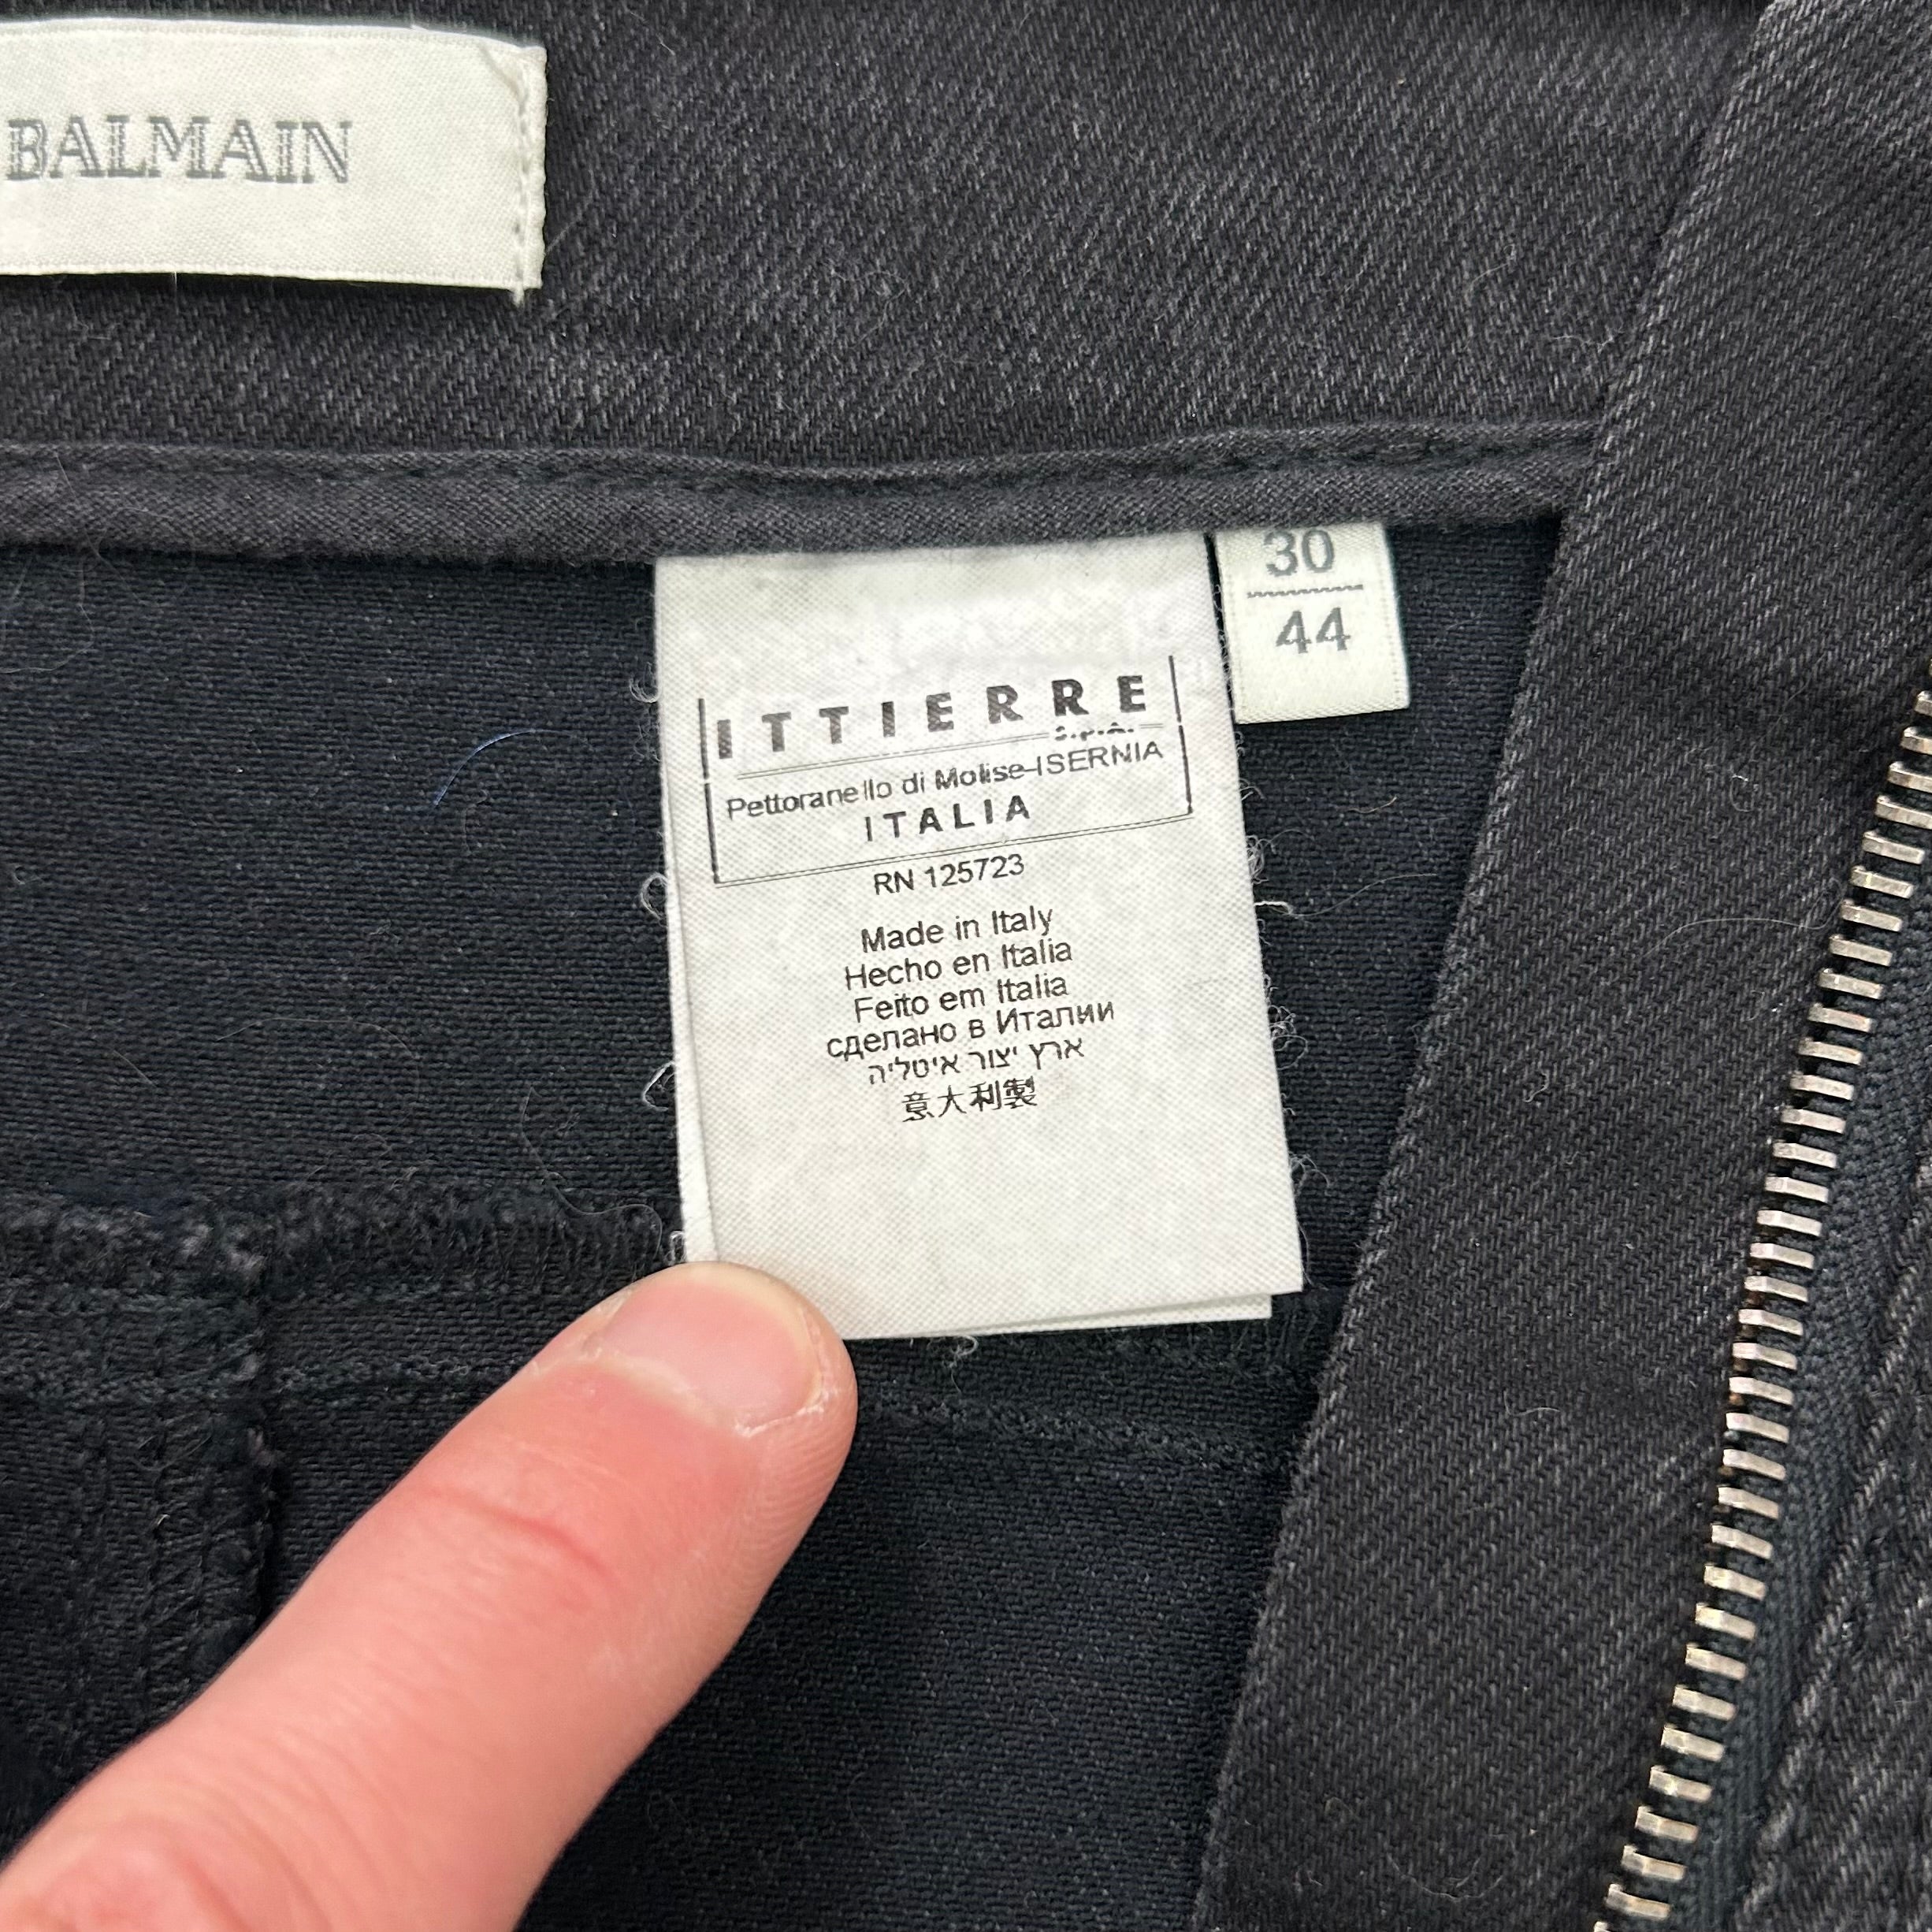 BALMAIN
30
44
ITTIERRE
S.P.A.
Pettoranello di Molise-ISERNIA
ITALIA
RN 125723
Made in Italy
Hecho en Italia
Feito em Italia
сделано в Италии
ארץ יצור איטליה
意大利製